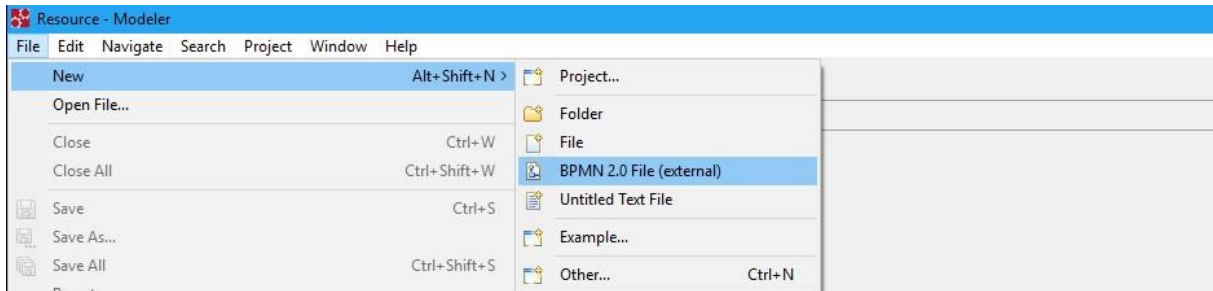 Resource - Modeler
File Edit Navigate Search Project Window Help
New Alt+Shift+N >
Open File...
Close Ctrl+W
Close All Ctrl+Shift+W
Save Ctrl+S
Save As...
Save All Ctrl+Shift+S
Project...
Folder
File
BPMN 2.0 File (external)
Untitled Text File
Example...
Other... Ctrl+N